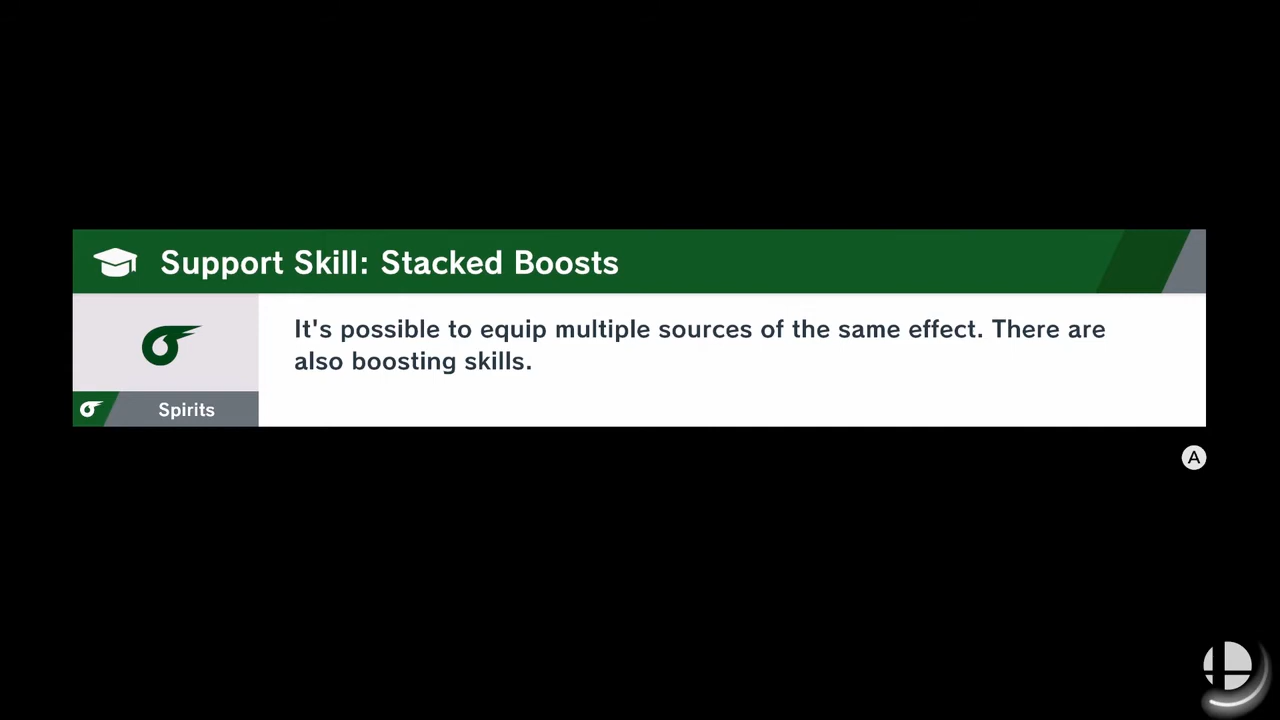 Support Skill: Stacked Boosts
It's possible to equip multiple sources of the same effect. There are
also boosting skills.
Spirits
A